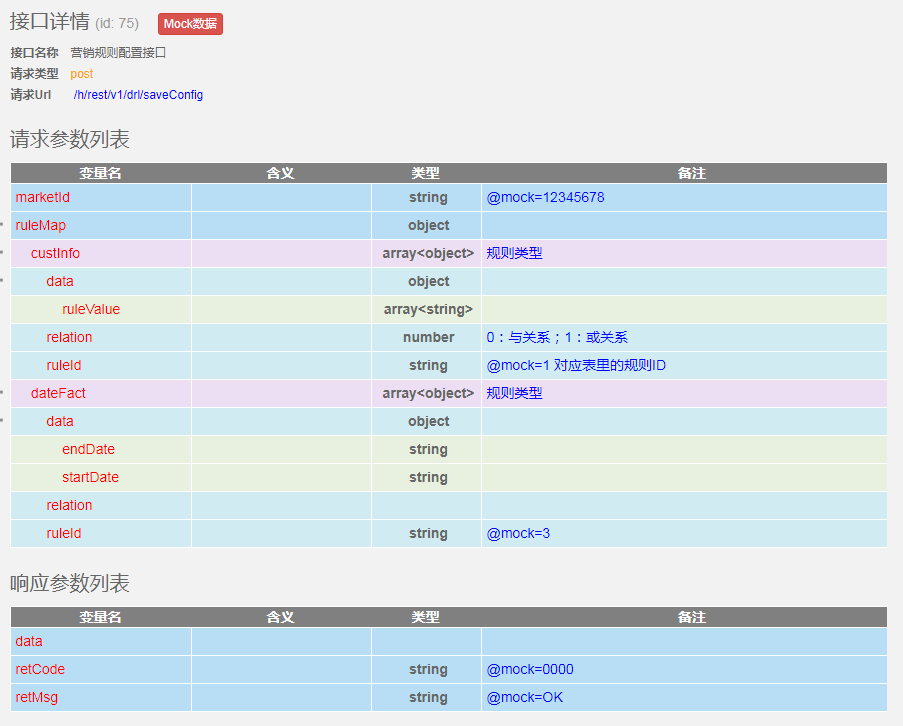 接口详情 (id: 75) Mock数据
接口名称 营销规则配置接口
请求类型 post
请求Url /h/rest/v1/drl/saveConfig
请求参数列表
变量名 含义 类型 备注
marketId string @mock=12345678
ruleMap object
custInfo array<object> 规则类型
data object
ruleValue array<string>
relation number 0：与关系；1：或关系
ruleId string @mock=1 对应表里的规则ID
dateFact array<object> 规则类型
data object
endDate string
startDate string
relation
ruleId string @mock=3
响应参数列表
变量名 含义 类型 备注
data
retCode string @mock=0000
retMsg string @mock=OK